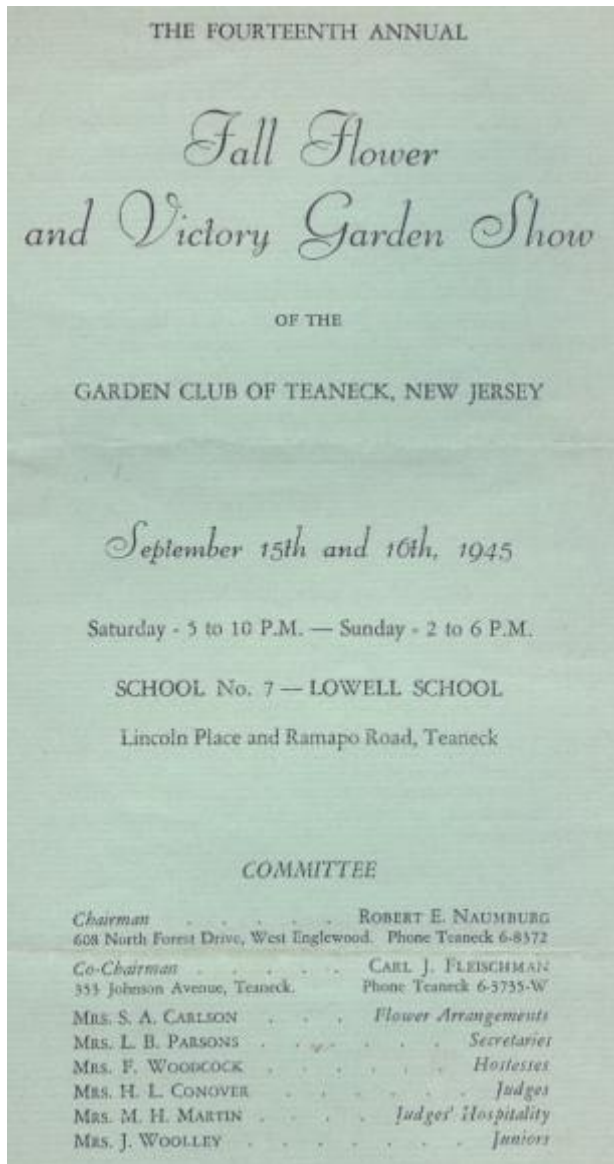 THE FOURTEENTH ANNUAL
Fall Flower
and Victory Garden Show
OF THE
GARDEN CLUB OF TEANECK, NEW JERSEY
September 15th and 16th, 1945
Saturday - 5 to 10 P.M. — Sunday - 2 to 6 P.M.
SCHOOL No. 7 — LOWELL SCHOOL
Lincoln Place and Ramapo Road, Teaneck
COMMITTEE
Chairman . . . . . ROBERT E. NAUMBURG
608 North Forest Drive, West Englewood. Phone Teaneck 6-8372
Co-Chairman . . . . . CARL J. FLEISCHMAN
353 Johnson Avenue, Teaneck. Phone Teaneck 6-3735-W
MRS. S. A. CARLSON . . . Flower Arrangements
MRS. L. B. PARSONS . . . . . . Secretaries
MRS. F. WOODCOCK . . . . . . Hostesses
MRS. H. L. CONOVER . . . . . . Judges
MRS. M. H. MARTIN . . . . Judges' Hospitality
MRS. J. WOOLLEY . . . . . . . Juniors